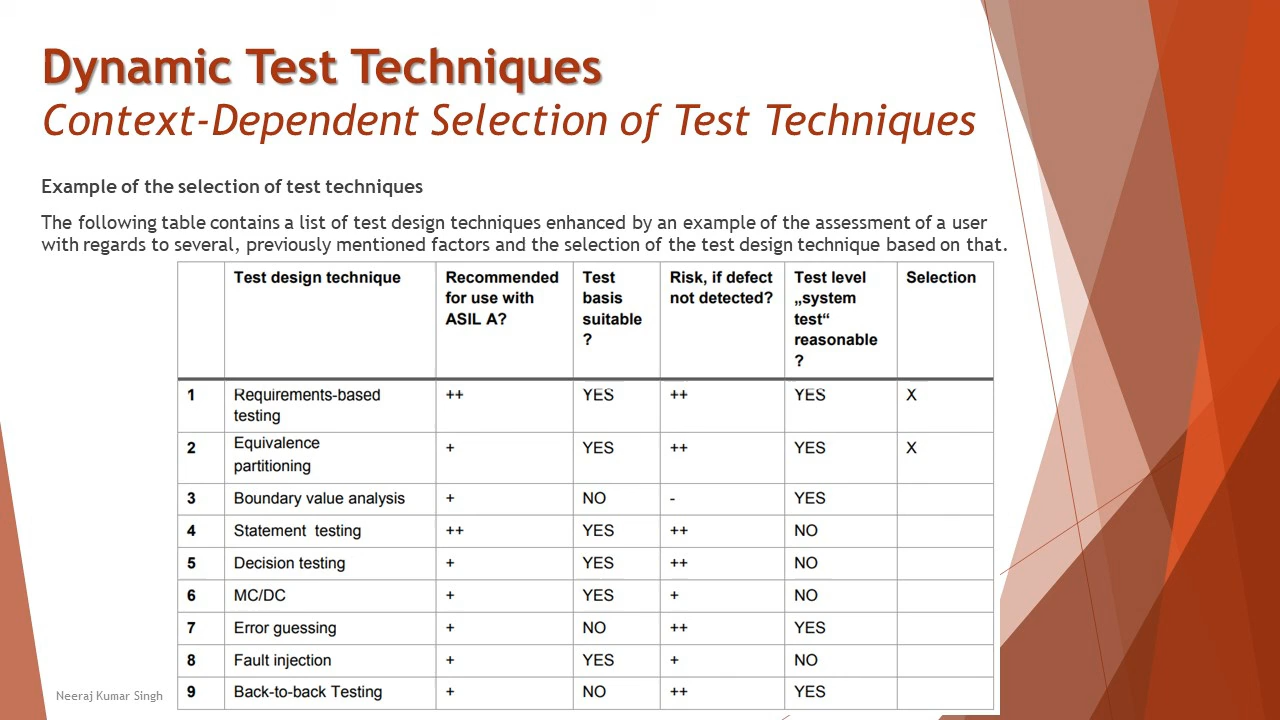 Dynamic Test Techniques
Context-Dependent Selection of Test Techniques
Example of the selection of test techniques
The following table contains a list of test design techniques enhanced by an example of the assessment of a user
with regards to several, previously mentioned factors and the selection of the test design technique based on that.
Test design technique Recommended for use with ASIL A? Test basis suitable ? Risk, if defect not detected? Test level „system test“ reasonable ? Selection
1 Requirements-based testing ++ YES ++ YES X
2 Equivalence partitioning + YES ++ YES X
3 Boundary value analysis + NO - YES
4 Statement testing ++ YES ++ NO
5 Decision testing + YES ++ NO
6 MC/DC + YES + NO
7 Error guessing + NO ++ YES
8 Fault injection + YES + NO
9 Back-to-back Testing + NO ++ YES
Neeraj Kumar Singh